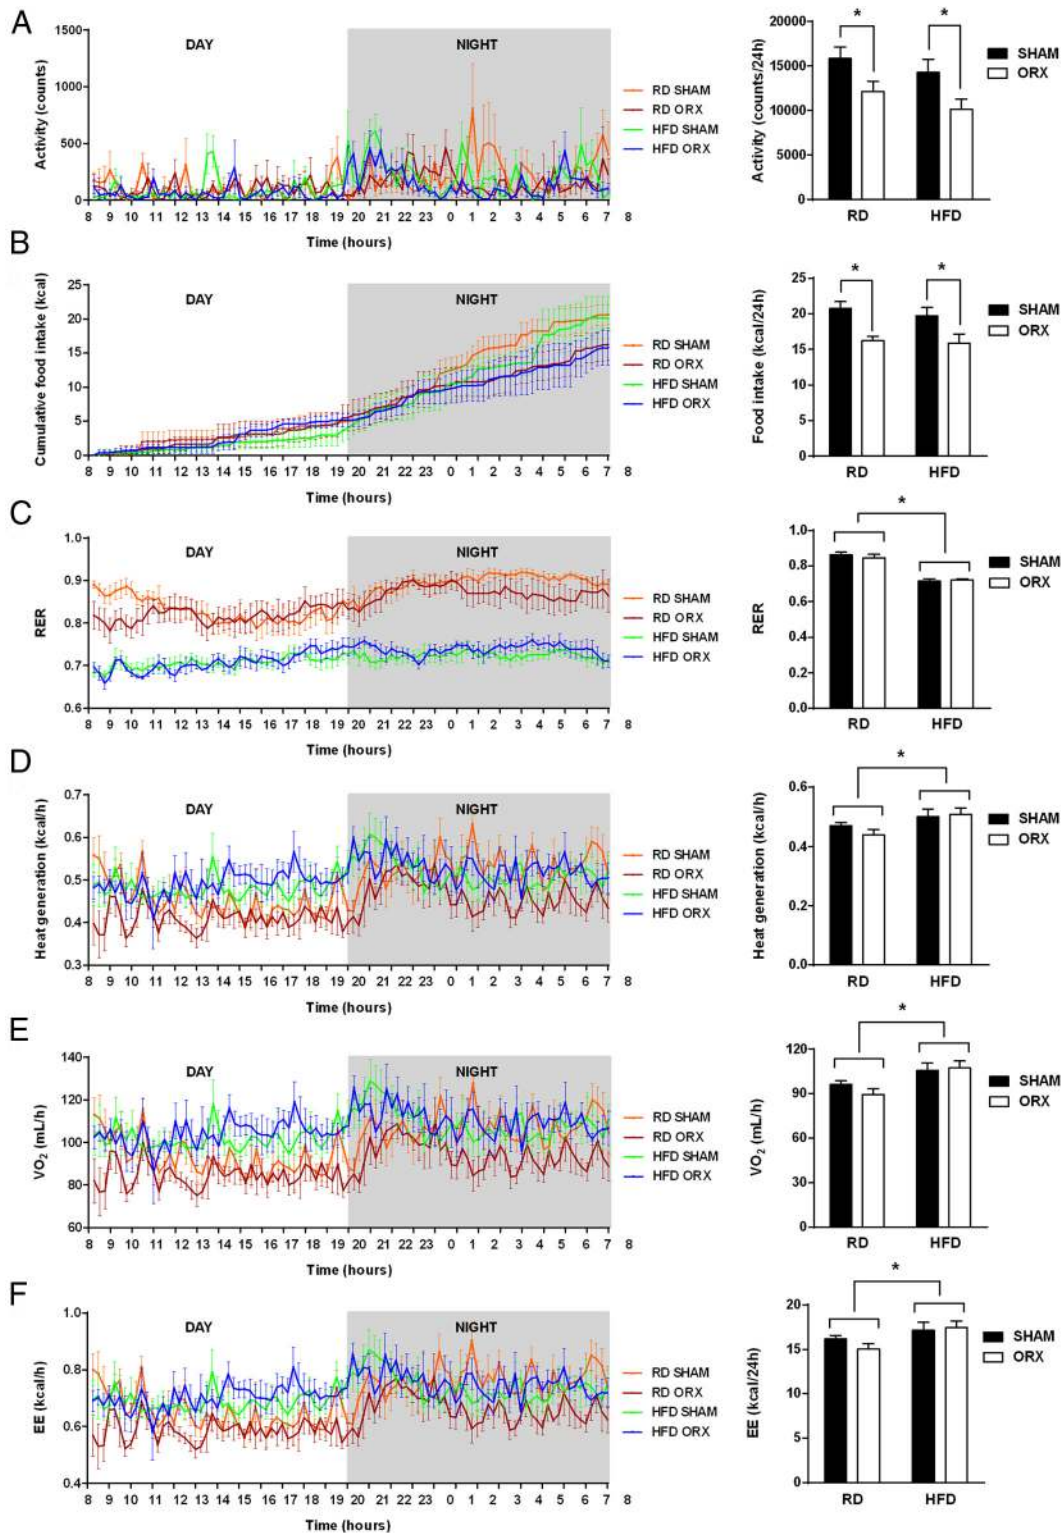 A
Activity (counts)
1500
1000
500
0
DAY
NIGHT
8 9 10 11 12 13 14 15 16 17 18 19 20 21 22 23 0 1 2 3 4 5 6 7 8
Time (hours)
RD SHAM
RD ORX
HFD SHAM
HFD ORX
Activity (counts/24h)
20000
15000
10000
5000
0
* *
RD HFD
SHAM
ORX
B
Cumulative food intake (kcal)
25
20
15
10
5
0
DAY
NIGHT
8 9 10 11 12 13 14 15 16 17 18 19 20 21 22 23 0 1 2 3 4 5 6 7 8
Time (hours)
RD SHAM
RD ORX
HFD SHAM
HFD ORX
Food intake (kcal/24h)
25
20
15
10
5
0
* *
RD HFD
SHAM
ORX
C
RER
1.0
0.9
0.8
0.7
0.6
DAY
NIGHT
8 9 10 11 12 13 14 15 16 17 18 19 20 21 22 23 0 1 2 3 4 5 6 7 8
Time (hours)
RD SHAM
RD ORX
HFD SHAM
HFD ORX
RER
1.0
0.8
0.6
0.4
0.2
0.0
*
RD HFD
SHAM
ORX
D
Heat generation (kcal/h)
0.7
0.6
0.5
0.4
0.3
DAY
NIGHT
8 9 10 11 12 13 14 15 16 17 18 19 20 21 22 23 0 1 2 3 4 5 6 7 8
Time (hours)
RD SHAM
RD ORX
HFD SHAM
HFD ORX
Heat generation (kcal/h)
0.6
0.4
0.2
0.0
*
RD HFD
SHAM
ORX
E
VO₂ (mL/h)
140
120
100
80
60
DAY
NIGHT
8 9 10 11 12 13 14 15 16 17 18 19 20 21 22 23 0 1 2 3 4 5 6 7 8
Time (hours)
RD SHAM
RD ORX
HFD SHAM
HFD ORX
VO₂ (mL/h)
120
90
60
30
0
*
RD HFD
SHAM
ORX
F
EE (kcal/h)
1.0
0.8
0.6
0.4
DAY
NIGHT
8 9 10 11 12 13 14 15 16 17 18 19 20 21 22 23 0 1 2 3 4 5 6 7 8
Time (hours)
RD SHAM
RD ORX
HFD SHAM
HFD ORX
EE (kcal/24h)
20
15
10
5
0
*
RD HFD
SHAM
ORX